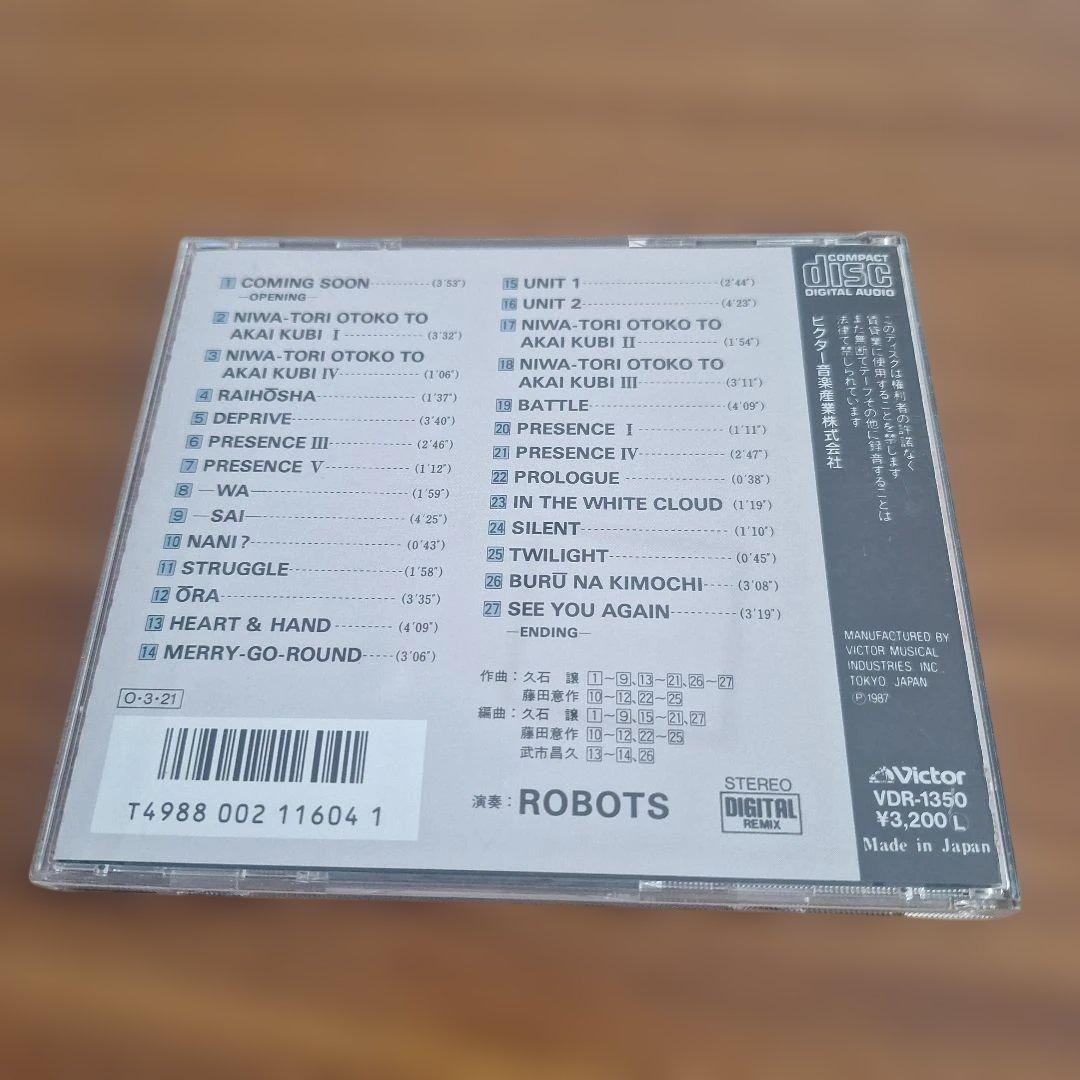 1 COMING SOON (3'53")
—OPENING—
2 NIWA-TORI OTOKO TO
AKAI KUBI Ⅰ (3'32")
3 NIWA-TORI OTOKO TO
AKAI KUBI Ⅳ (1'06")
4 RAIHŌSHA (1'37")
5 DEPRIVE (3'40")
6 PRESENCE Ⅲ (2'46")
7 PRESENCE Ⅴ (1'12")
8 —WA— (1'59")
9 —SAI— (4'25")
10 NANI? (0'43")
11 STRUGGLE (1'58")
12 ŌRA (3'35")
13 HEART & HAND (4'09")
14 MERRY-GO-ROUND (3'06")
15 UNIT 1 (2'44")
16 UNIT 2 (4'23")
17 NIWA-TORI OTOKO TO
AKAI KUBI Ⅱ (1'54")
18 NIWA-TORI OTOKO TO
AKAI KUBI Ⅲ (3'11")
19 BATTLE (4'09")
20 PRESENCE Ⅰ (1'11")
21 PRESENCE Ⅳ (2'47")
22 PROLOGUE (0'38")
23 IN THE WHITE CLOUD (1'19")
24 SILENT (1'10")
25 TWILIGHT (0'45")
26 BURŪ NA KIMOCHI (3'08")
27 SEE YOU AGAIN (3'19")
—ENDING—
作曲：久石 譲 1〜9、13〜21、26〜27
藤田意作 10〜12、22〜25
編曲：久石 譲 1〜9、15〜21、27
藤田意作 10〜12、22〜25
武市昌久 13〜14、26
演奏：ROBOTS
STEREO
DIGITAL
REMIX
O・3・21
T4988 002 11604 1
COMPACT
disc
DIGITAL AUDIO
このディスクは権利者の許諾なく
賃貸業に使用することを禁じます
また無断でテープその他に録音することは
法律で禁じられています
ビクター音楽産業株式会社
MANUFACTURED BY
VICTOR MUSICAL
INDUSTRIES INC.
TOKYO JAPAN
Ⓟ1987
Victor
VDR-1350
¥3,200 L
Made in Japan